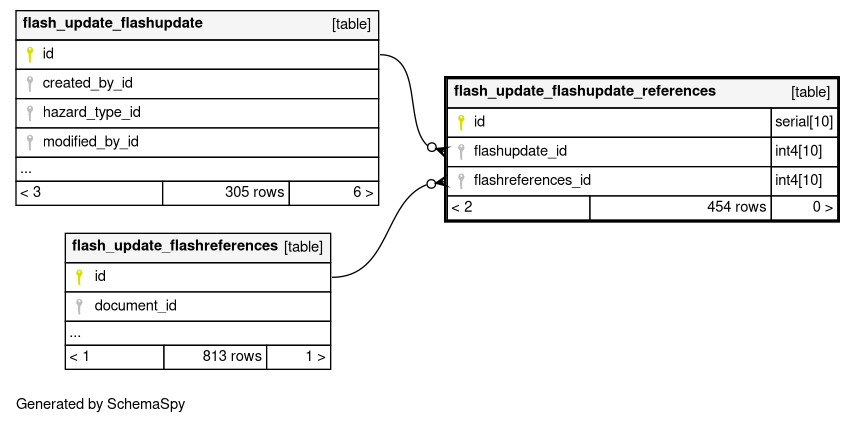 flash_update_flashupdate [table]
id
created_by_id
hazard_type_id
modified_by_id
...
< 3 305 rows 6 >
flash_update_flashupdate_references [table]
id serial[10]
flashupdate_id int4[10]
flashreferences_id int4[10]
< 2 454 rows 0 >
flash_update_flashreferences [table]
id
document_id
...
< 1 813 rows 1 >
Generated by SchemaSpy